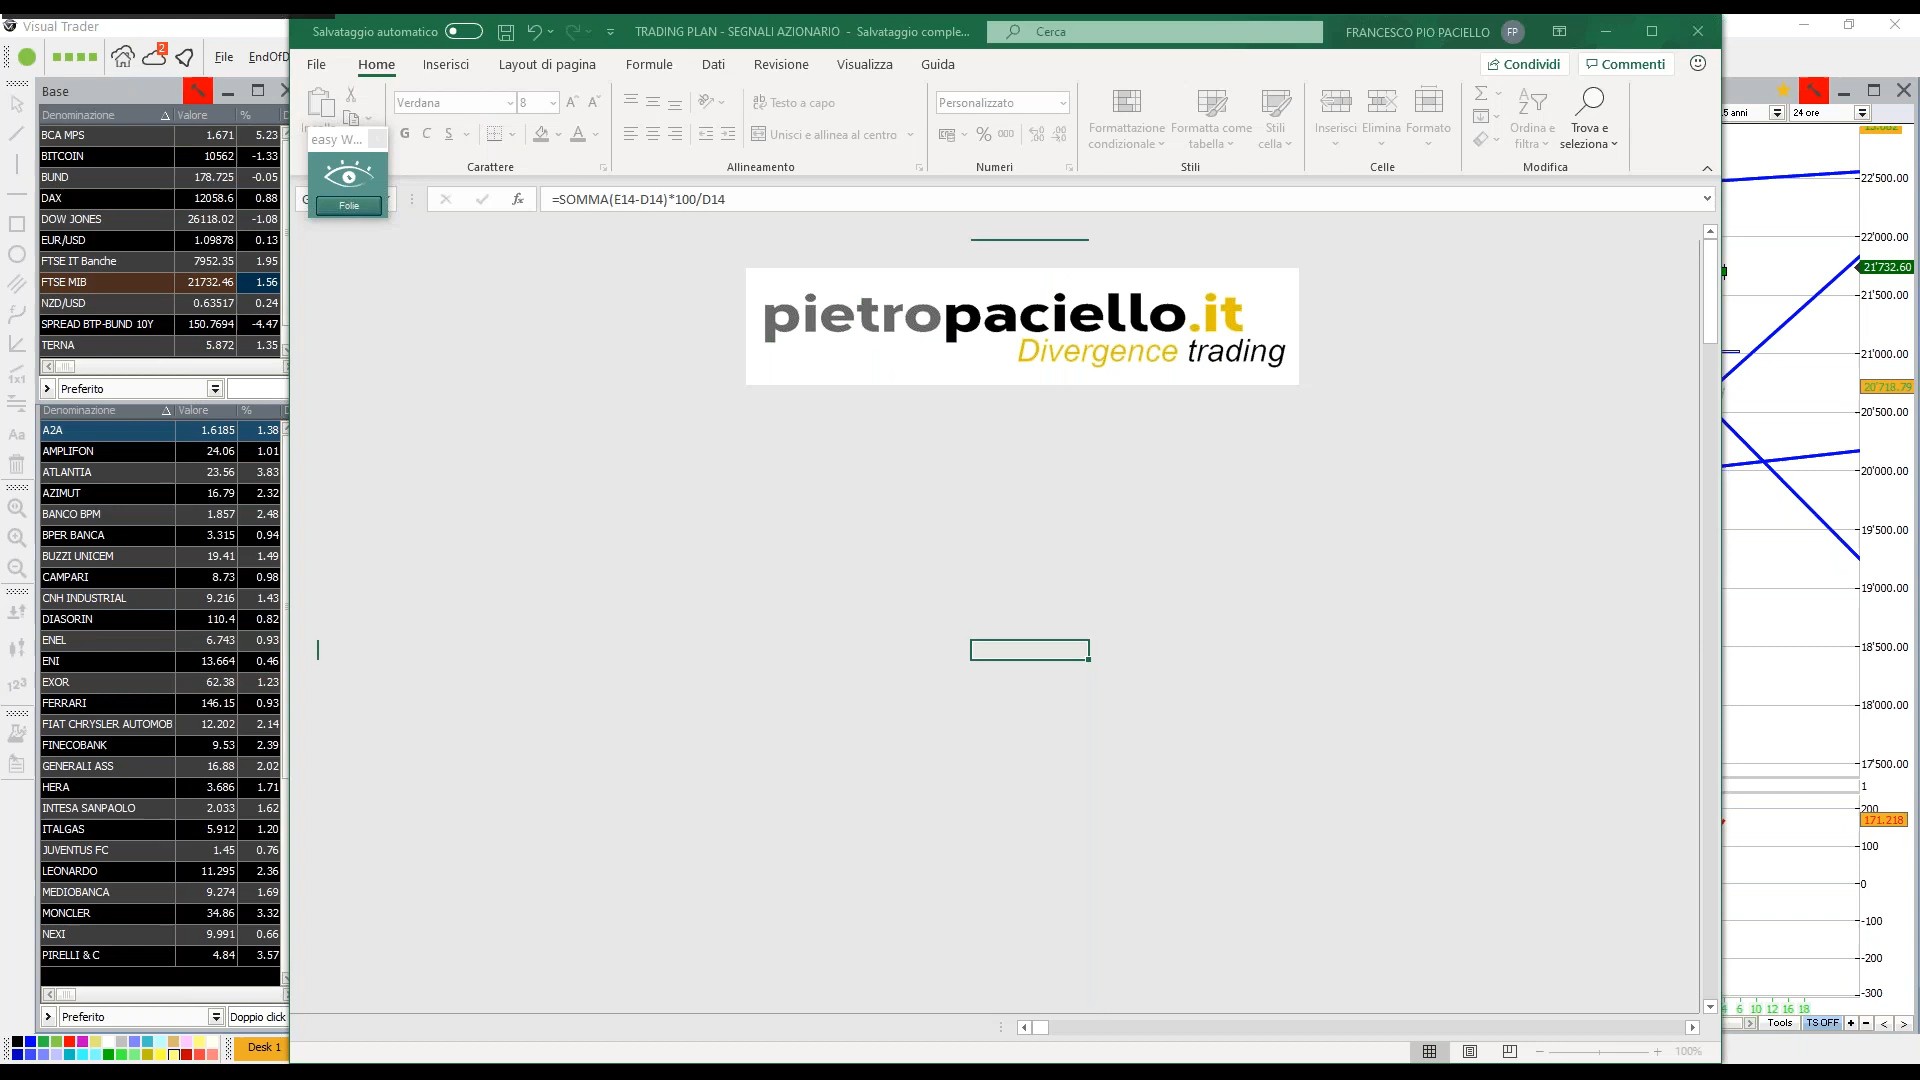 Visual Trader
Salvataggio automatico
TRADING PLAN - SEGNALI AZIONARIO - Salvataggio comple...
Cerca
FRANCESCO PIO PACIELLO
FP
2
File
EndOfD
File
Home
Inserisci
Layout di pagina
Formule
Dati
Revisione
Visualizza
Guida
Condividi
Commenti
Base
Verdana
8
Testo a capo
Unisci e allinea al centro
Personalizzato
Formattazione condizionale
Formatta come tabella
Stili cella
Inserisci
Elimina
Formato
Ordina e filtra
Trova e seleziona
G C S
% 000
Carattere
Allineamento
Numeri
Stili
Celle
Modifica
easy W...
Folie
fx
=SOMMA(E14-D14)*100/D14
pietropaciello.it
Divergence trading
Denominazione Valore %
BCA MPS 1.671 5.23
BITCOIN 10562 -1.33
BUND 178.725 -0.05
DAX 12058.6 0.88
DOW JONES 26118.02 -1.08
EUR/USD 1.09878 0.13
FTSE IT Banche 7952.35 1.95
FTSE MIB 21732.46 1.56
NZD/USD 0.63517 0.24
SPREAD BTP-BUND 10Y 150.7694 -4.47
TERNA 5.872 1.35
Preferito
Denominazione Valore % D
A2A 1.6185 1.38
AMPLIFON 24.06 1.01
ATLANTIA 23.56 3.83
AZIMUT 16.79 2.32
BANCO BPM 1.857 2.48
BPER BANCA 3.315 0.94
BUZZI UNICEM 19.41 1.49
CAMPARI 8.73 0.98
CNH INDUSTRIAL 9.216 1.43
DIASORIN 110.4 0.82
ENEL 6.743 0.93
ENI 13.664 0.46
EXOR 62.38 1.23
FERRARI 146.15 0.93
FIAT CHRYSLER AUTOMOB 12.202 2.14
FINECOBANK 9.53 2.39
GENERALI ASS 16.88 2.02
HERA 3.686 1.71
INTESA SANPAOLO 2.033 1.62
ITALGAS 5.912 1.20
JUVENTUS FC 1.45 0.76
LEONARDO 11.295 2.36
MEDIOBANCA 9.274 1.69
MONCLER 34.86 3.32
NEXI 9.991 0.66
PIRELLI & C 4.84 3.57
Preferito
Doppio click
Desk 1
1x1
Aa
123
5 anni
24 ore
22'500.00
22'000.00
21'732.60
21'500.00
21'000.00
20'718.79
20'500.00
20'000.00
19'500.00
19'000.00
18'500.00
18'000.00
17'500.00
1
200
171.218
100
0
-100
-200
-300
4 6 10 12 16 18
Tools
TS OFF
+ - < >
100%